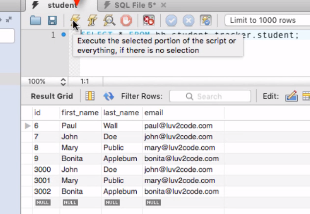 student
SQL File 5*
Limit to 1000 rows
1
Execute the selected portion of the script or
everything, if there is no selection
100%
1:1
Result Grid
Filter Rows:
Search
Edit:
id first_name last_name email
6 Paul Wall paul@luv2code.com
7 John Doe john@luv2code.com
8 Mary Public mary@luv2code.com
9 Bonita Applebum bonita@luv2code.com
3000 John Doe john@luv2code.com
3001 Mary Public mary@luv2code.com
3002 Bonita Applebum bonita@luv2code.com
NULL NULL NULL NULL